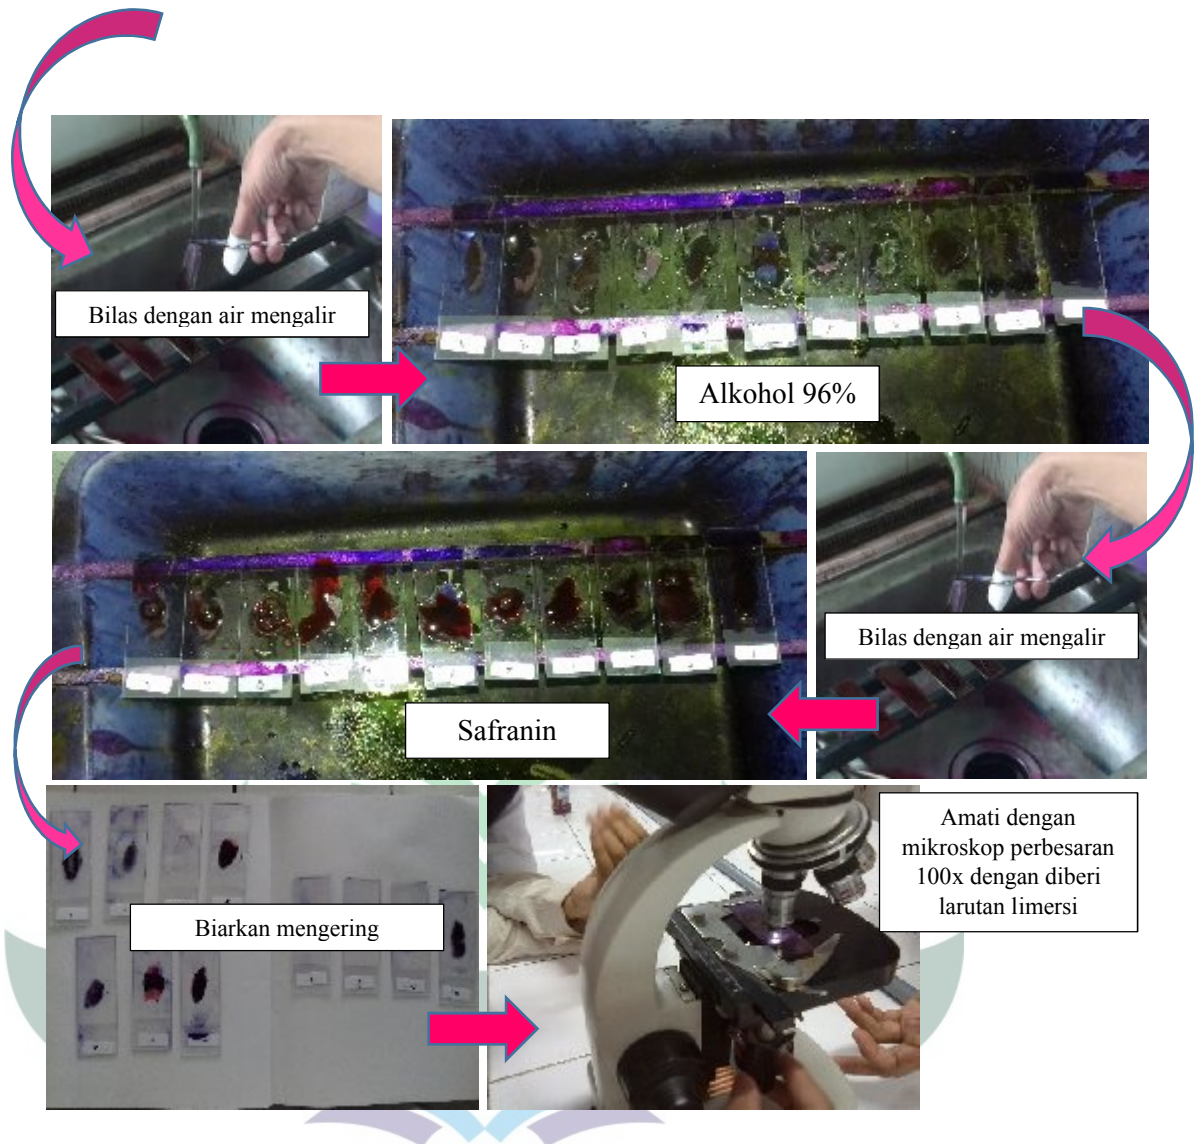 Bilas dengan air mengalir
Alkohol 96%
Bilas dengan air mengalir
Safranin
Biarkan mengering
Amati dengan
mikroskop perbesaran
100x dengan diberi
larutan limersi